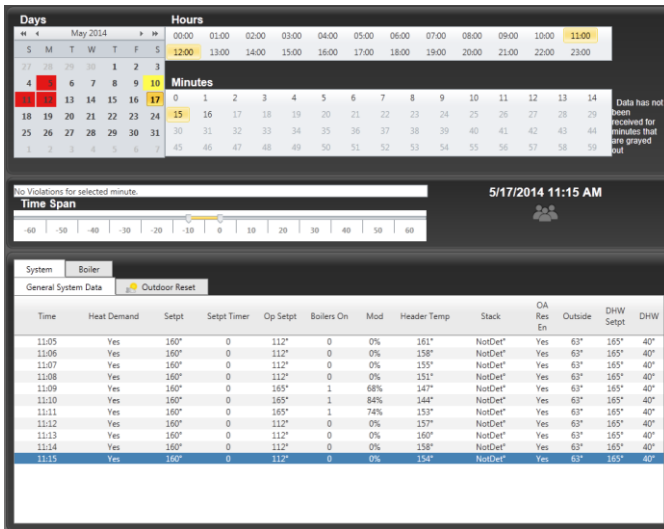 Days
May 2014
S M T W T F S
27 28 29 30 1 2 3
4 5 6 7 8 9 10
11 12 13 14 15 16 17
18 19 20 21 22 23 24
25 26 27 28 29 30 31
1 2 3 4 5 6 7
Hours
00:00 01:00 02:00 03:00 04:00 05:00 06:00 07:00 08:00 09:00 10:00 11:00
12:00 13:00 14:00 15:00 16:00 17:00 18:00 19:00 20:00 21:00 22:00 23:00
Minutes
0 1 2 3 4 5 6 7 8 9 10 11 12 13 14
15 16 17 18 19 20 21 22 23 24 25 26 27 28 29
30 31 32 33 34 35 36 37 38 39 40 41 42 43 44
45 46 47 48 49 50 51 52 53 54 55 56 57 58 59
Data has not
been
received for
minutes that
are grayed
out
No Violations for selected minute.
Time Span
-60 -50 -40 -30 -20 -10 0 10 20 30 40 50 60
5/17/2014 11:15 AM
System Boiler
General System Data Outdoor Reset
Time Heat Demand Setpt Setpt Timer Op Setpt Boilers On Mod Header Temp Stack OA Res En Outside DHW Setpt DHW
11:05 Yes 160° 0 112° 0 0% 161° NotDet° Yes 63° 165° 40°
11:06 Yes 160° 0 112° 0 0% 158° NotDet° Yes 63° 165° 40°
11:07 Yes 160° 0 112° 0 0% 155° NotDet° Yes 63° 165° 40°
11:08 Yes 160° 0 112° 0 0% 151° NotDet° Yes 63° 165° 40°
11:09 Yes 160° 0 165° 1 68% 147° NotDet° Yes 63° 165° 40°
11:10 Yes 160° 0 165° 1 84% 144° NotDet° Yes 63° 165° 40°
11:11 Yes 160° 0 165° 1 74% 153° NotDet° Yes 63° 165° 40°
11:12 Yes 160° 0 112° 0 0% 157° NotDet° Yes 63° 165° 40°
11:13 Yes 160° 0 112° 0 0% 160° NotDet° Yes 63° 165° 40°
11:14 Yes 160° 0 112° 0 0% 158° NotDet° Yes 63° 165° 40°
11:15 Yes 160° 0 112° 0 0% 154° NotDet° Yes 63° 165° 40°